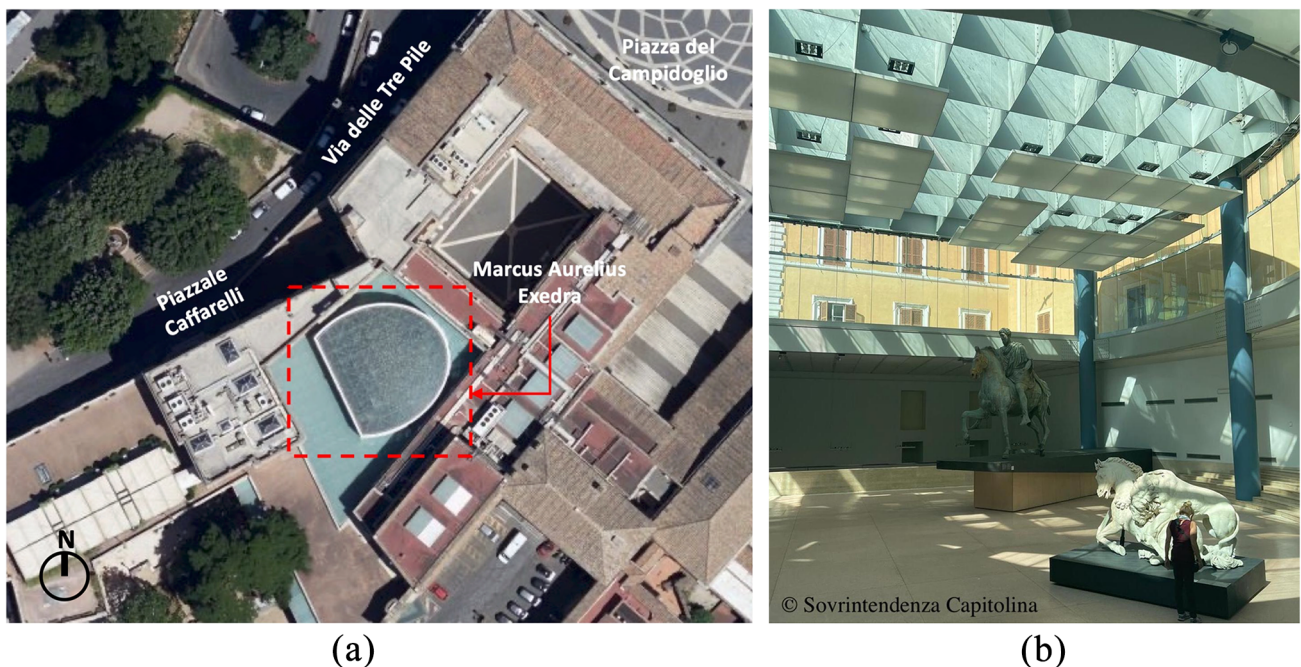 Piazza del
Campidoglio
Via delle Tre Pile
Marcus Aurelius
Exedra
Piazzale
Caffarelli
N
© Sovrintendenza Capitolina
(a)
(b)